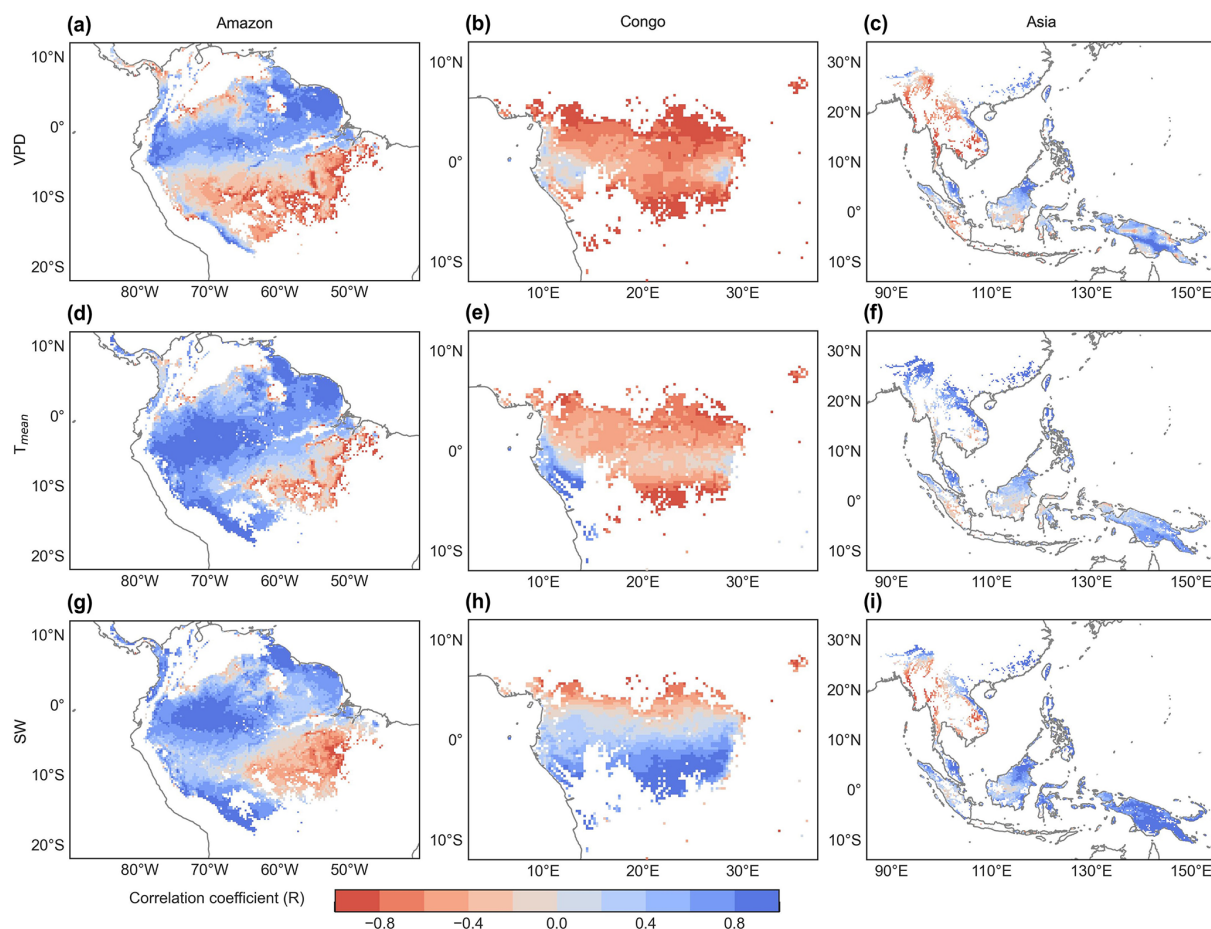 (a) Amazon (b) Congo (c) Asia
10°N 10°N 30°N
20°N
VPD 0° 0° 10°N
10°S 0°
20°S 10°S 10°S
80°W 70°W 60°W 50°W 10°E 20°E 30°E 90°E 110°E 130°E 150°E
(d) (e) (f)
10°N 10°N 30°N
20°N
T_mean 0° 0° 10°N
10°S 0°
20°S 10°S 10°S
80°W 70°W 60°W 50°W 10°E 20°E 30°E 90°E 110°E 130°E 150°E
(g) (h) (i)
10°N 10°N 30°N
20°N
SW 0° 0° 10°N
10°S 0°
20°S 10°S 10°S
80°W 70°W 60°W 50°W 10°E 20°E 30°E 90°E 110°E 130°E 150°E
Correlation coefficient (R)
−0.8 −0.4 0.0 0.4 0.8